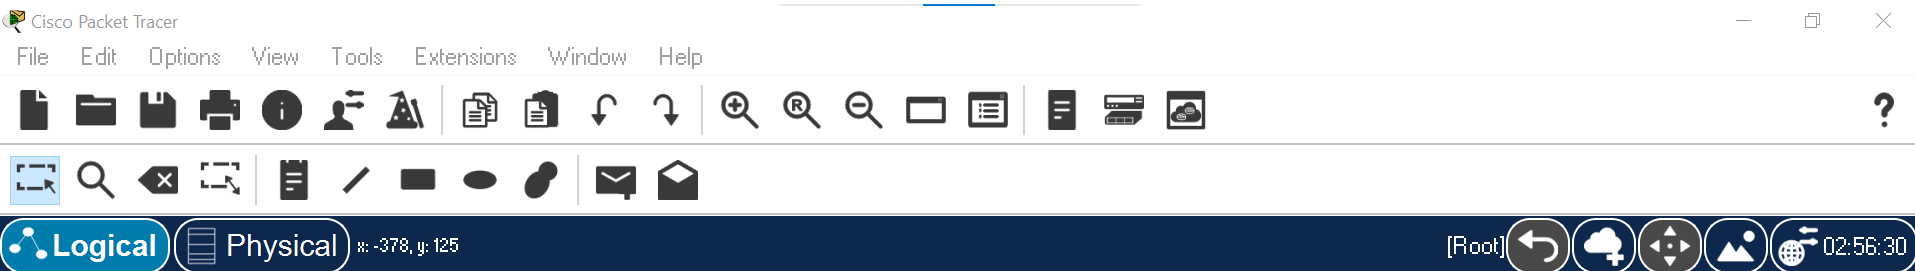 Cisco Packet Tracer
File Edit Options View Tools Extensions Window Help
R
i
?
Logical Physical x: -378, y: 125 [Root] 02:56:30